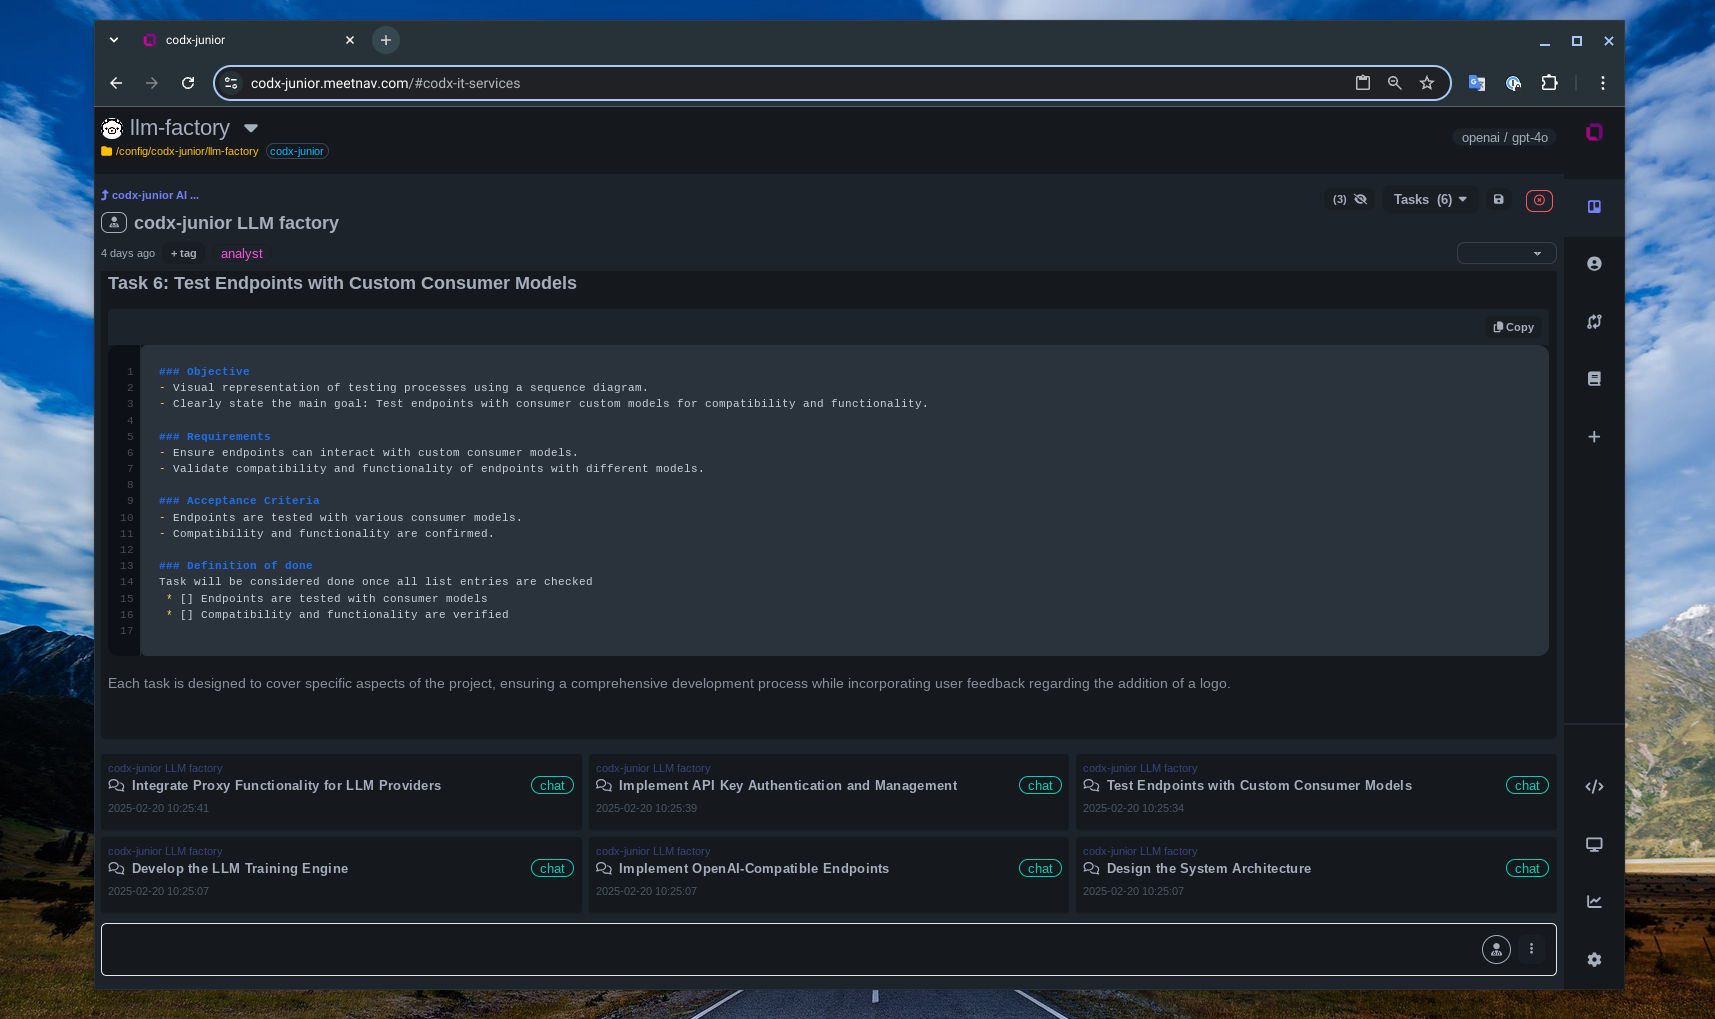 codx-junior
codx-junior.meetnav.com/#codx-it-services
llm-factory
openai / gpt-4o
/config/codx-junior/llm-factory codx-junior
codx-junior AI ...
(3) Tasks (6)
codx-junior LLM factory
4 days ago + tag analyst
Task 6: Test Endpoints with Custom Consumer Models
Copy
1 ### Objective
2 - Visual representation of testing processes using a sequence diagram.
3 - Clearly state the main goal: Test endpoints with consumer custom models for compatibility and functionality.
4
5 ### Requirements
6 - Ensure endpoints can interact with custom consumer models.
7 - Validate compatibility and functionality of endpoints with different models.
8
9 ### Acceptance Criteria
10 - Endpoints are tested with various consumer models.
11 - Compatibility and functionality are confirmed.
12
13 ### Definition of done
14 Task will be considered done once all list entries are checked
15 * [] Endpoints are tested with consumer models
16 * [] Compatibility and functionality are verified
17
Each task is designed to cover specific aspects of the project, ensuring a comprehensive development process while incorporating user feedback regarding the addition of a logo.
codx-junior LLM factory
Integrate Proxy Functionality for LLM Providers chat
2025-02-20 10:25:41
codx-junior LLM factory
Implement API Key Authentication and Management chat
2025-02-20 10:25:39
codx-junior LLM factory
Test Endpoints with Custom Consumer Models chat
2025-02-20 10:25:34
codx-junior LLM factory
Develop the LLM Training Engine chat
2025-02-20 10:25:07
codx-junior LLM factory
Implement OpenAI-Compatible Endpoints chat
2025-02-20 10:25:07
codx-junior LLM factory
Design the System Architecture chat
2025-02-20 10:25:07